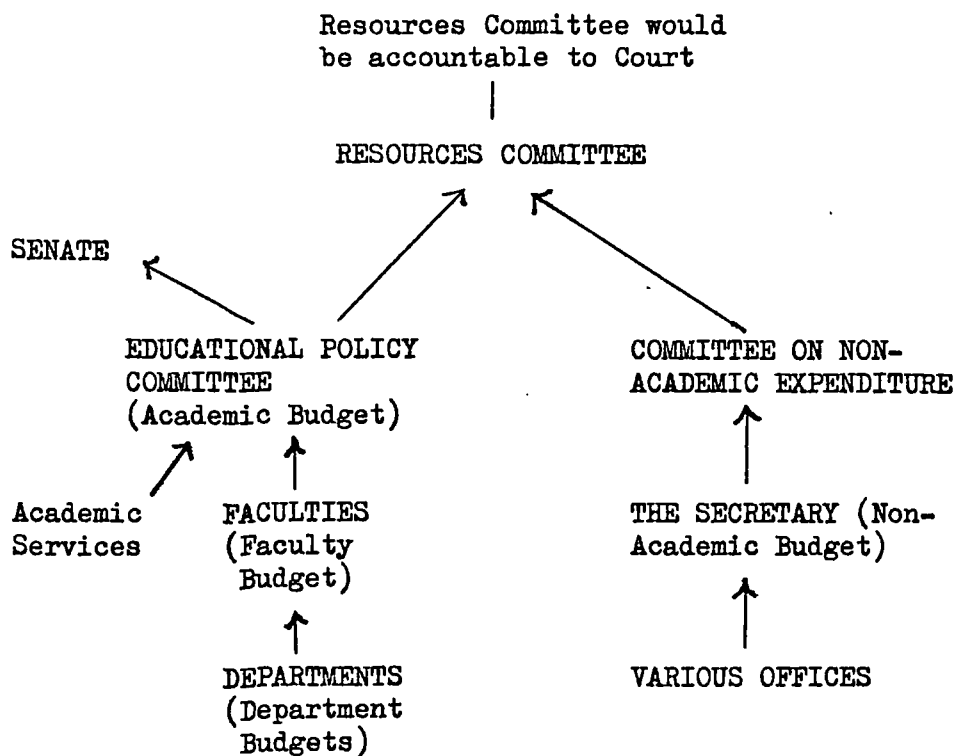 Resources Committee would
be accountable to Court
RESOURCES COMMITTEE
SENATE
EDUCATIONAL POLICY
COMMITTEE
(Academic Budget)
COMMITTEE ON NON-
ACADEMIC EXPENDITURE
Academic
Services
FACULTIES
(Faculty
Budget)
THE SECRETARY (Non-
Academic Budget)
DEPARTMENTS
(Department
Budgets)
VARIOUS OFFICES